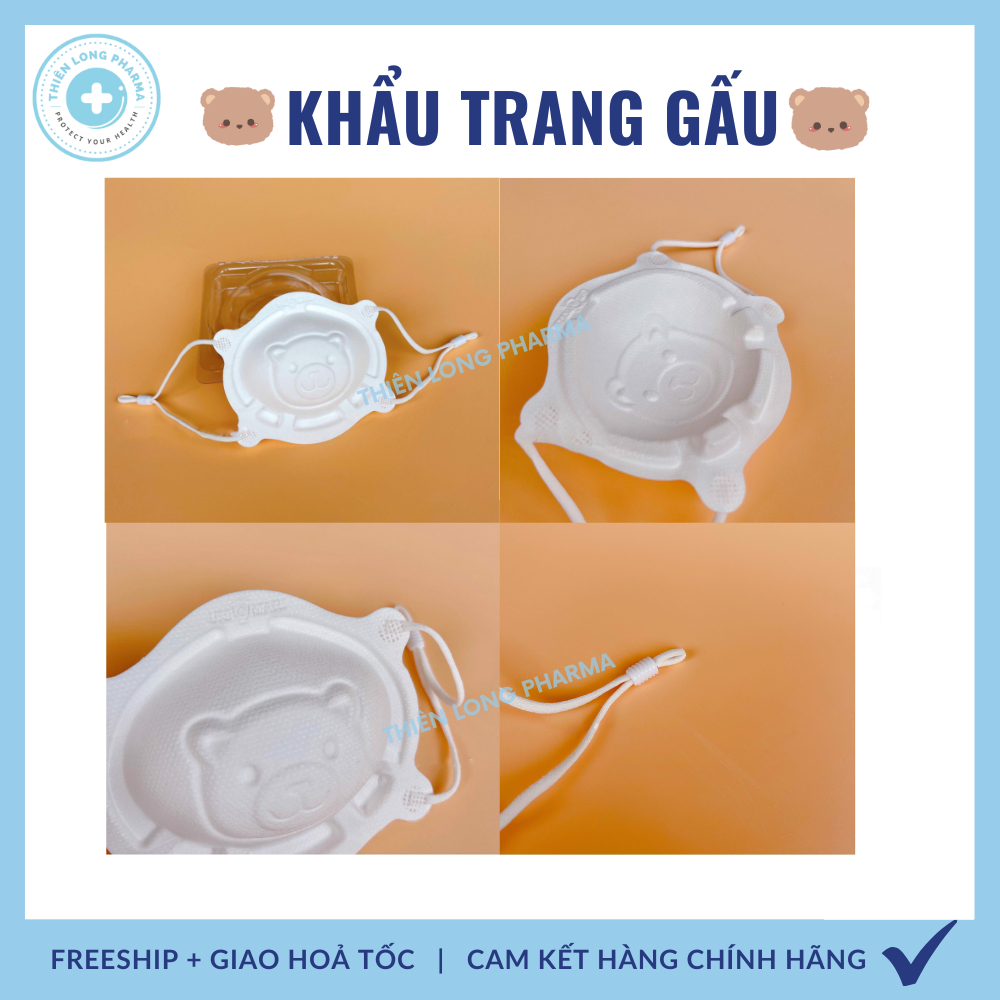 THIÊN LONG PHARMA
PROTECT YOUR HEALTH
KHẨU TRANG GẤU
THIÊN LONG PHARMA
THIÊN LONG PHARMA
FREESHIP + GIAO HOẢ TỐC | CAM KẾT HÀNG CHÍNH HÃNG